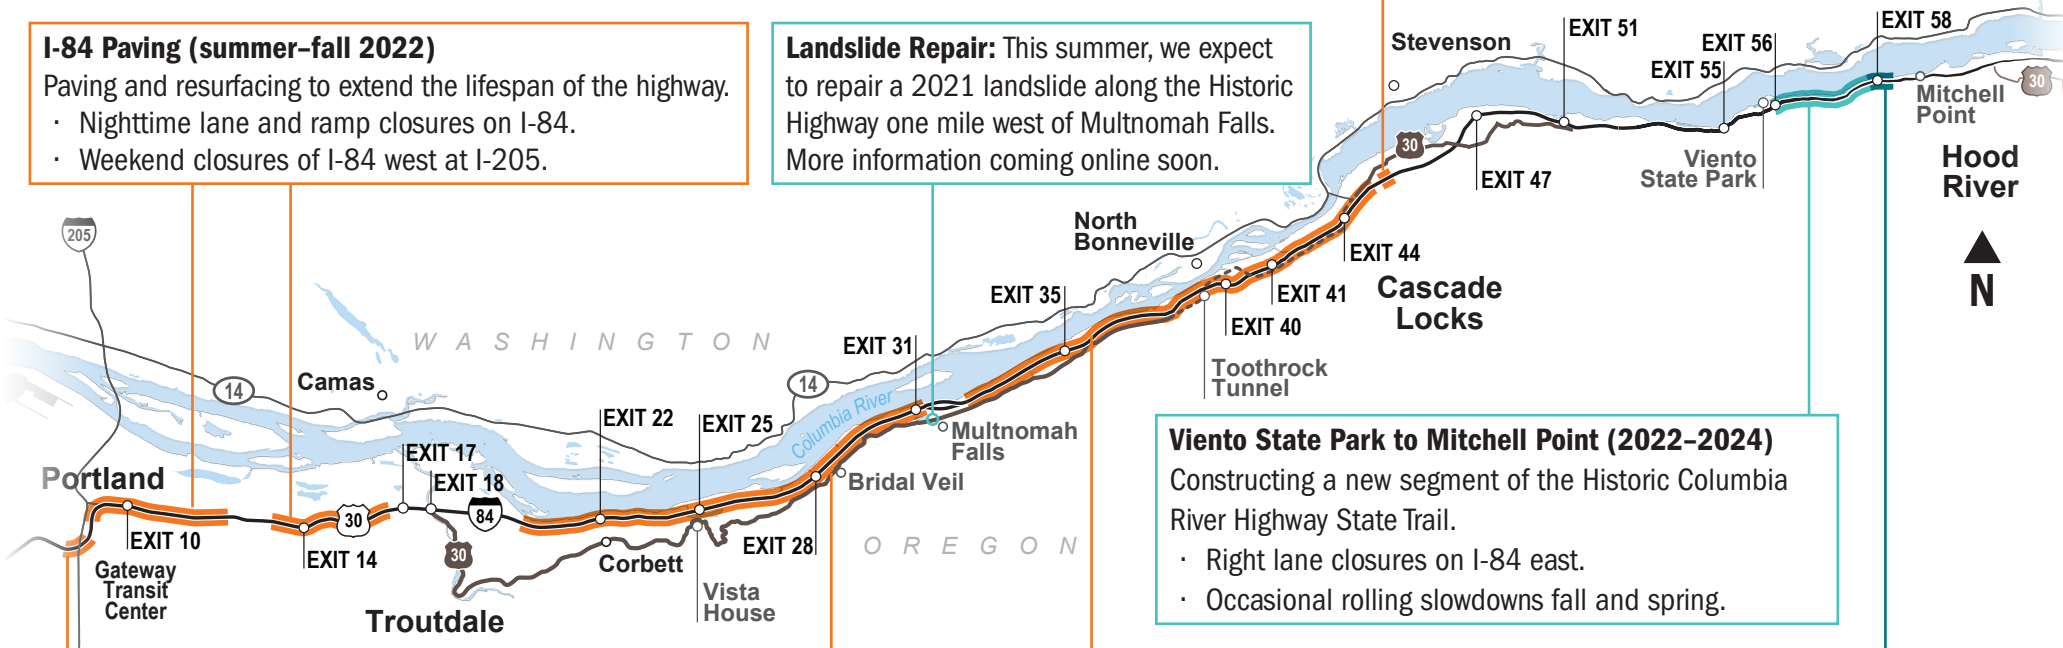 I-84 Paving (summer–fall 2022)
Paving and resurfacing to extend the lifespan of the highway.
· Nighttime lane and ramp closures on I-84.
· Weekend closures of I-84 west at I-205.
Landslide Repair: This summer, we expect
to repair a 2021 landslide along the Historic
Highway one mile west of Multnomah Falls.
More information coming online soon.
Stevenson
EXIT 51
EXIT 56
EXIT 55
EXIT 58
30
Mitchell
Point
Hood
River
N
Viento
State Park
EXIT 47
30
North
Bonneville
EXIT 44
Cascade
Locks
EXIT 41
EXIT 40
Toothrock
Tunnel
EXIT 35
EXIT 31
205
WASHINGTON
14
Camas
14
Columbia River
EXIT 22
EXIT 25
Multnomah
Falls
Bridal Veil
EXIT 17
EXIT 18
Portland
30
84
EXIT 10
EXIT 14
30
EXIT 28
OREGON
Corbett
Gateway
Transit
Center
Troutdale
Vista
House
Viento State Park to Mitchell Point (2022–2024)
Constructing a new segment of the Historic Columbia
River Highway State Trail.
· Right lane closures on I-84 east.
· Occasional rolling slowdowns fall and spring.